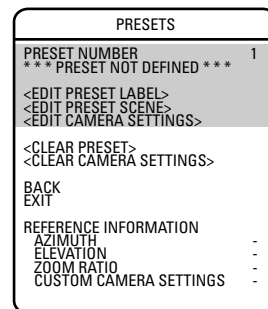 PRESETS
PRESET NUMBER 1
* * * PRESET NOT DEFINED * * *
<EDIT PRESET LABEL>
<EDIT PRESET SCENE>
<EDIT CAMERA SETTINGS>
<CLEAR PRESET>
<CLEAR CAMERA SETTINGS>
BACK
EXIT
REFERENCE INFORMATION
AZIMUTH -
ELEVATION -
ZOOM RATIO -
CUSTOM CAMERA SETTINGS -